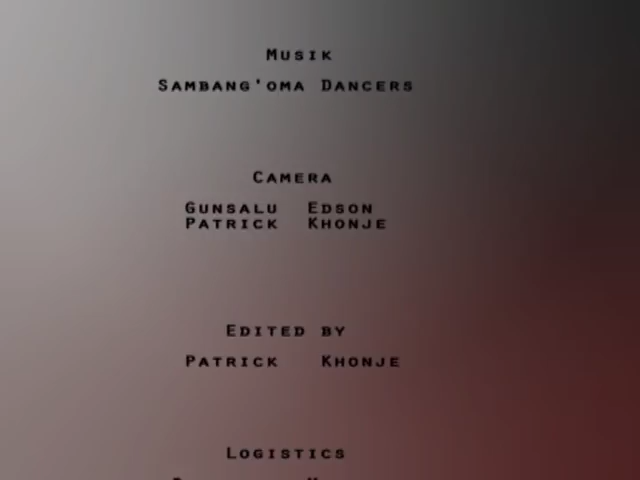 Musik
Sambang'oma Dancers
Camera
Gunsalu Edson
Patrick Khonje
Edited by
Patrick Khonje
Logistics